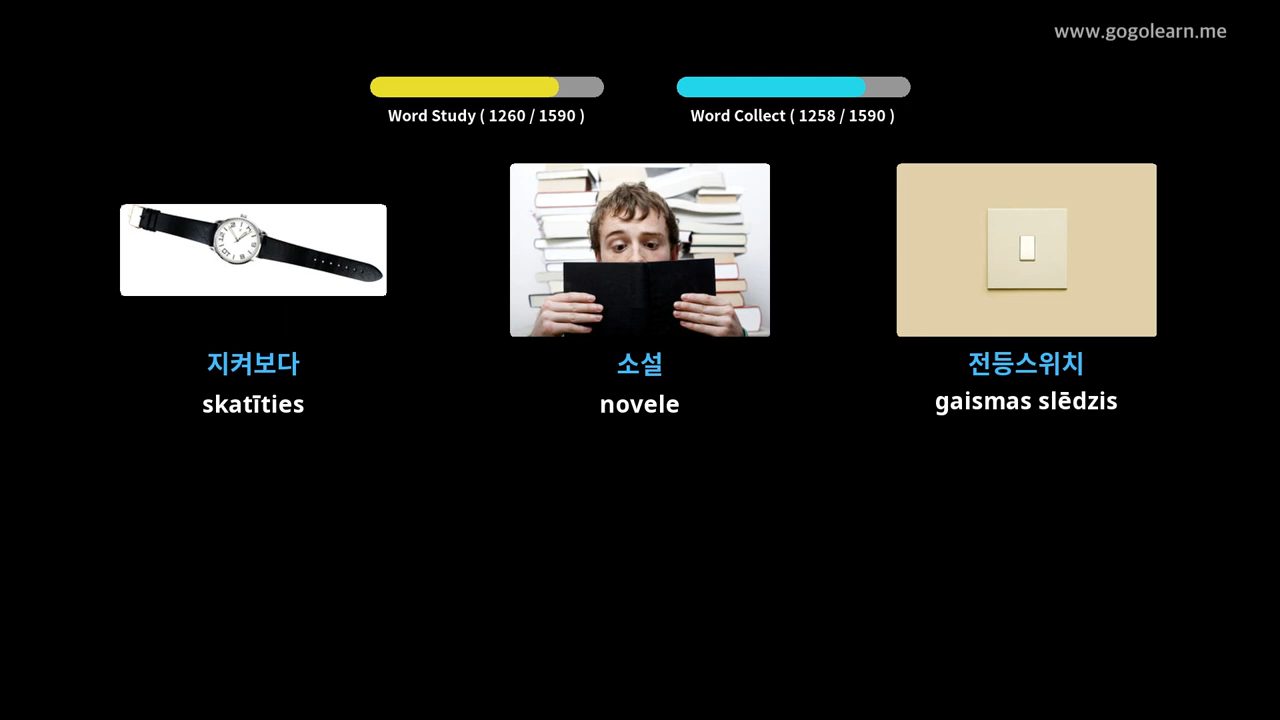 www.gogolearn.me
Word Study ( 1260 / 1590 )
Word Collect ( 1258 / 1590 )
지켜보다
skatīties
소설
novele
전등스위치
gaismas slēdzis